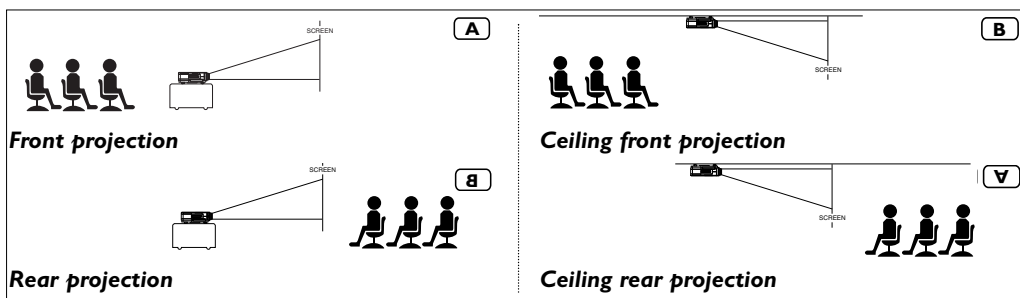 SCREEN
A
Front projection
SCREEN
B
Ceiling front projection
SCREEN
B
Rear projection
SCREEN
A
Ceiling rear projection